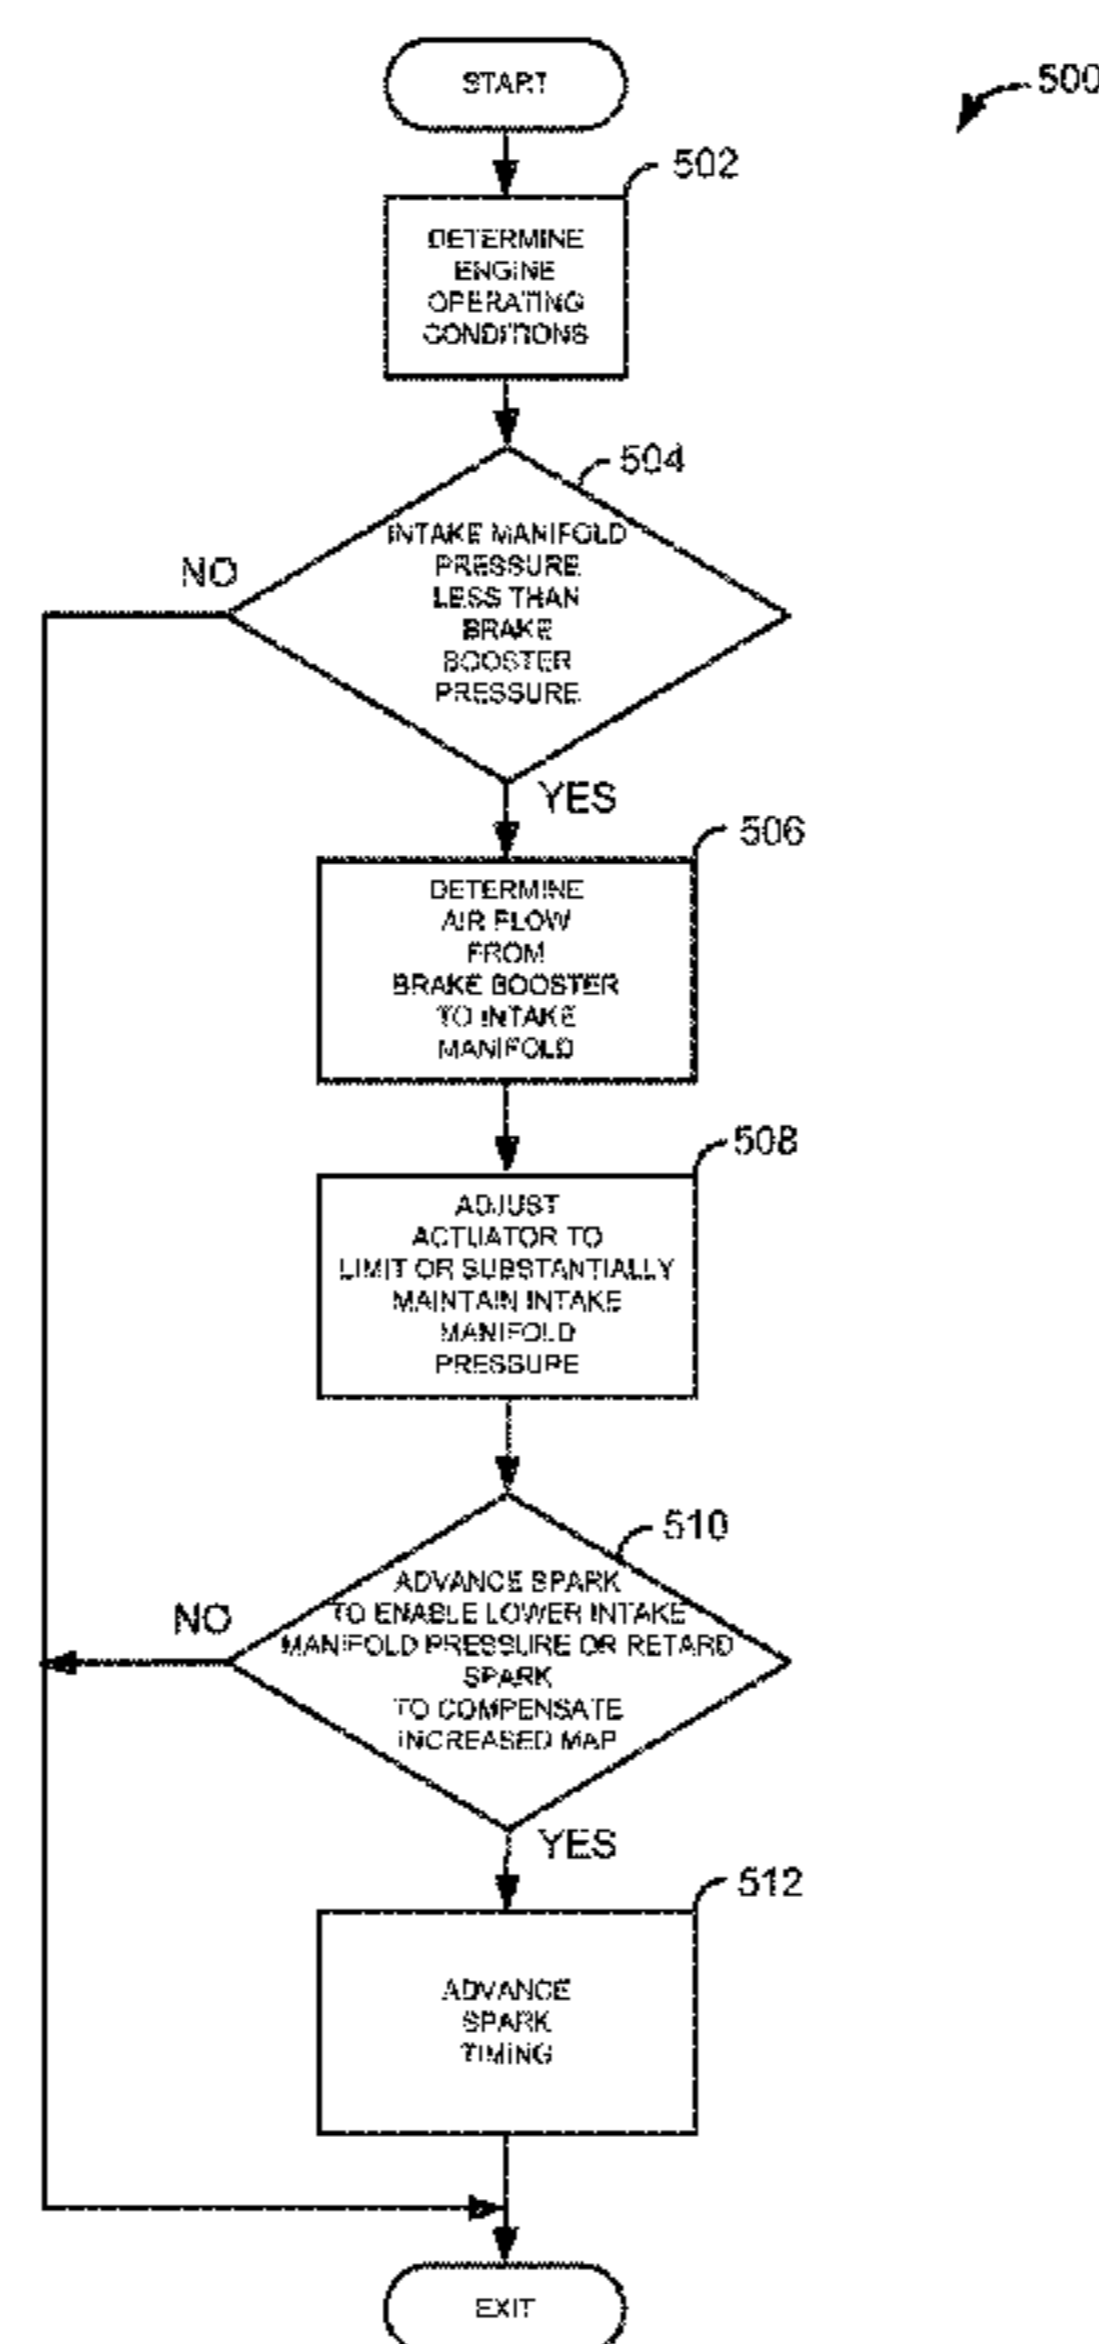 START
500
502
DETERMINE
ENGINE
OPERATING
CONDITIONS
504
INTAKE MANIFOLD
PRESSURE
LESS THAN
BRAKE
BOOSTER
PRESSURE
NO
YES
506
DETERMINE
AIR FLOW
FROM
BRAKE BOOSTER
TO INTAKE
MANIFOLD
508
ADJUST
ACTUATOR TO
LIMIT OR SUBSTANTIALLY
MAINTAIN INTAKE
MANIFOLD
PRESSURE
510
ADVANCE SPARK
TO ENABLE LOWER INTAKE
MANIFOLD PRESSURE OR RETARD
SPARK
TO COMPENSATE
INCREASED MAP
NO
YES
512
ADVANCE
SPARK
TIMING
EXIT